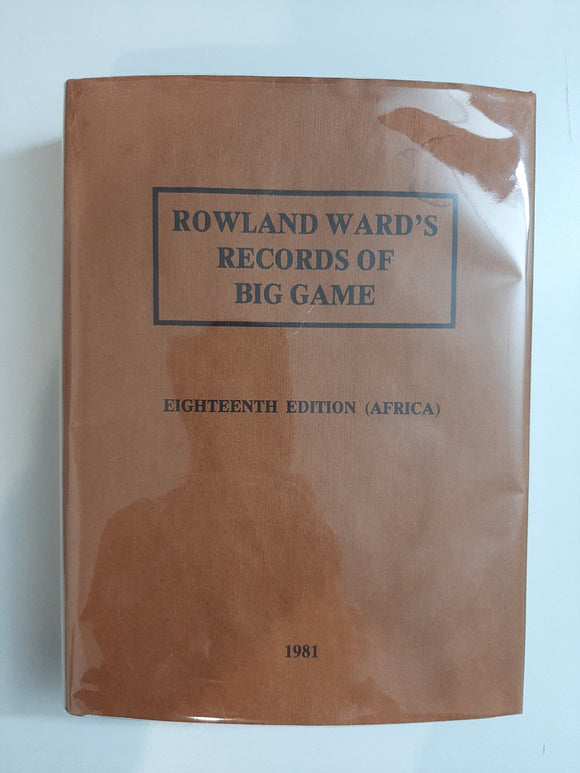 ROWLAND WARD'S
RECORDS OF
BIG GAME
EIGHTEENTH EDITION (AFRICA)
1981